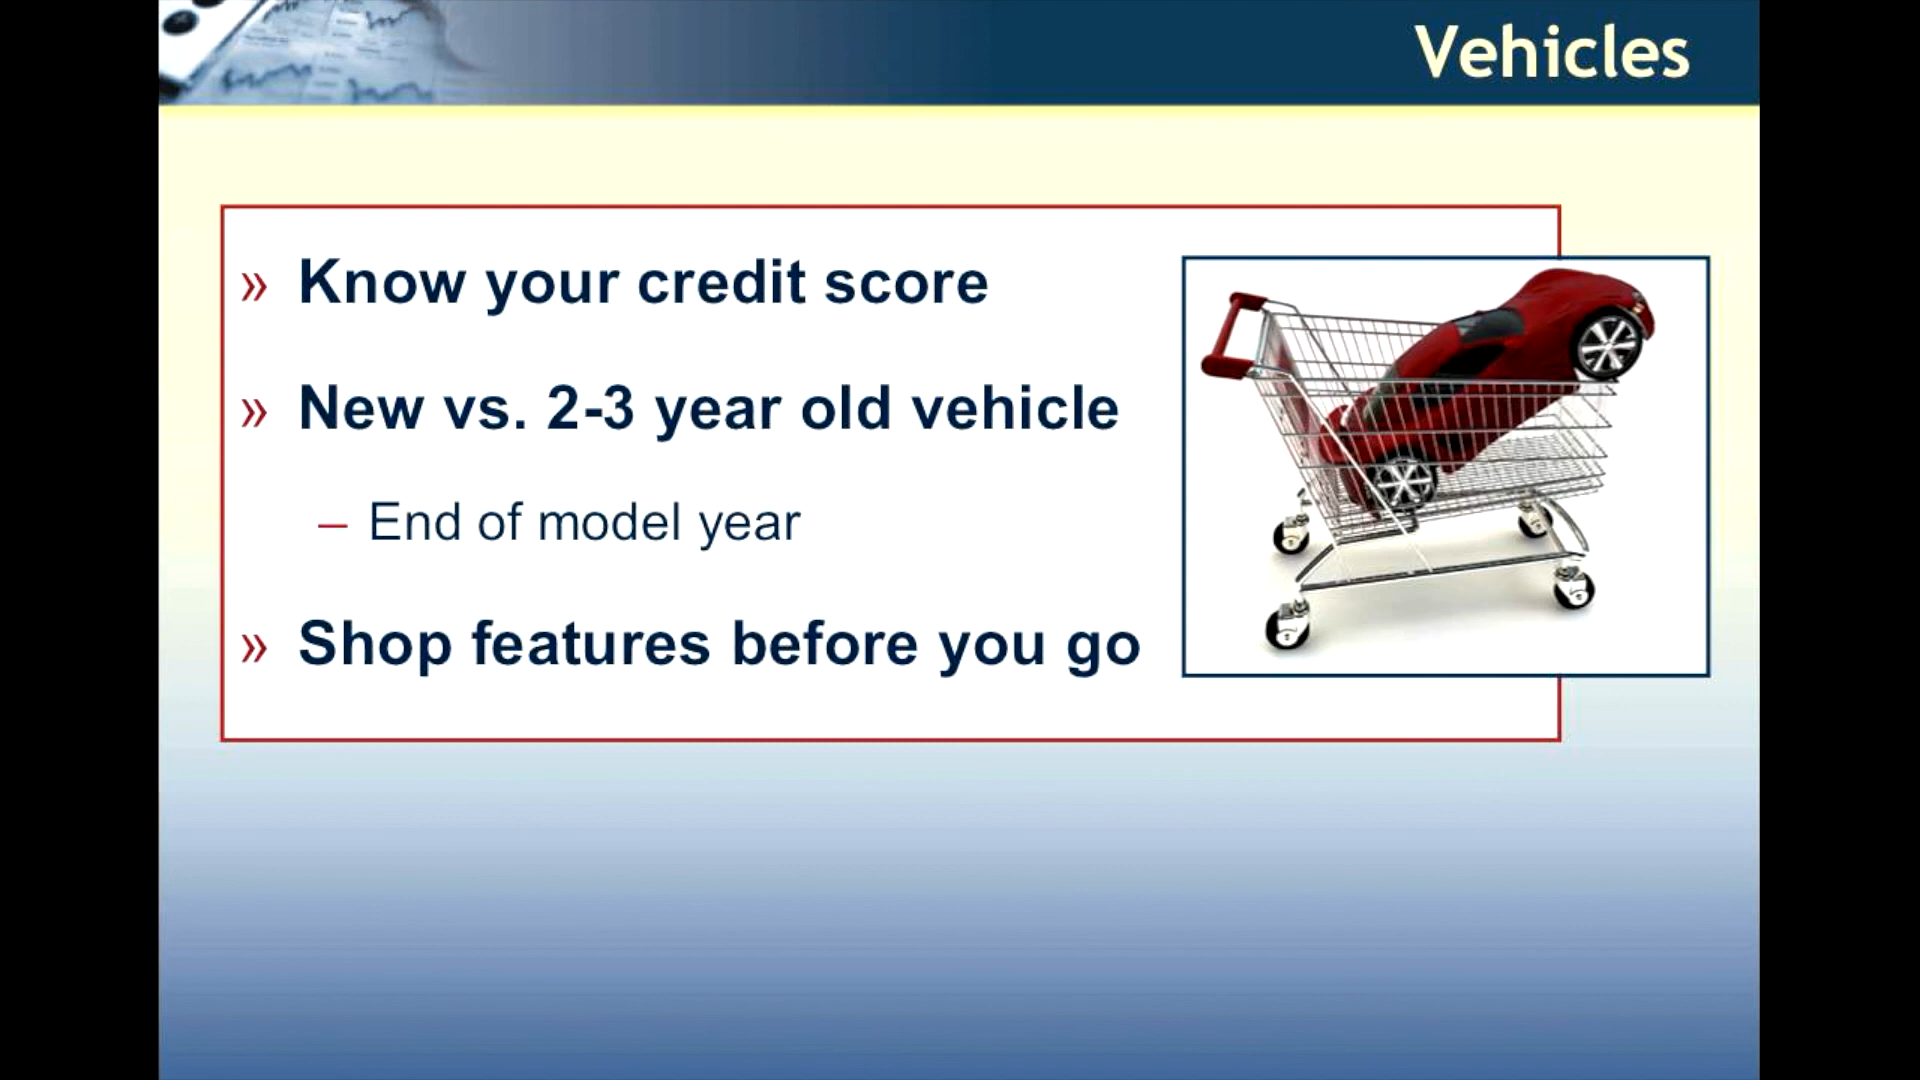 Vehicles
» Know your credit score
» New vs. 2-3 year old vehicle
– End of model year
» Shop features before you go